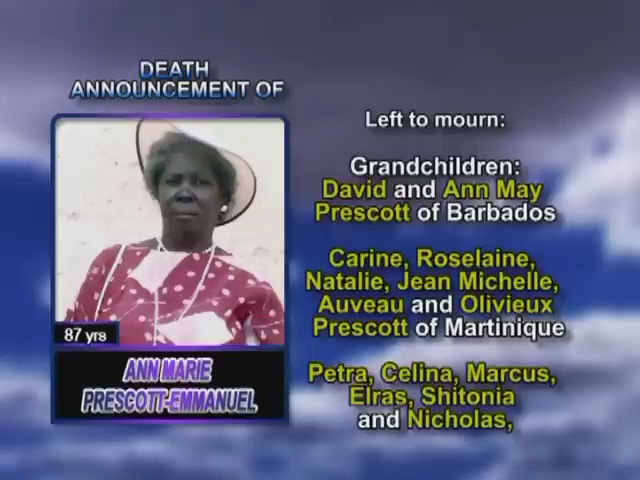 DEATH
ANNOUNCEMENT OF
87 yrs
ANN MARIE
PRESCOTT-EMMANUEL
Left to mourn:
Grandchildren:
David and Ann May
Prescott of Barbados
Carine, Roselaine,
Natalie, Jean Michelle,
Auveau and Olivieux
Prescott of Martinique
Petra, Celina, Marcus,
Elras, Shitonia
and Nicholas,